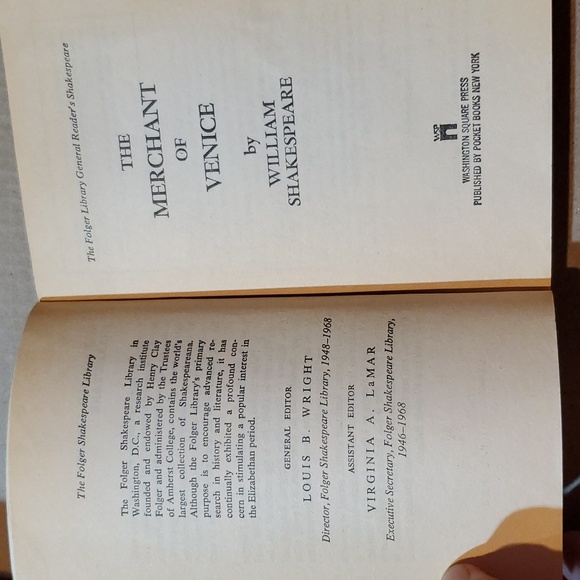 The Folger Shakespeare Library
The Folger Shakespeare Library in
Washington, D.C., a research institute
founded and endowed by Henry Clay
Folger and administered by the Trustees
of Amherst College, contains the world's
largest collection of Shakespeareana.
Although the Folger Library's primary
purpose is to encourage advanced re-
search in history and literature, it has
continually exhibited a profound con-
cern in stimulating a popular interest in
the Elizabethan period.
GENERAL EDITOR
LOUIS B. WRIGHT
Director, Folger Shakespeare Library, 1948–1968
ASSISTANT EDITOR
VIRGINIA A. LaMAR
Executive Secretary, Folger Shakespeare Library,
1946–1968
The Folger Library General Reader's Shakespeare
THE
MERCHANT
OF
VENICE
by
WILLIAM
SHAKESPEARE
WSP
WASHINGTON SQUARE PRESS
PUBLISHED BY POCKET BOOKS NEW YORK